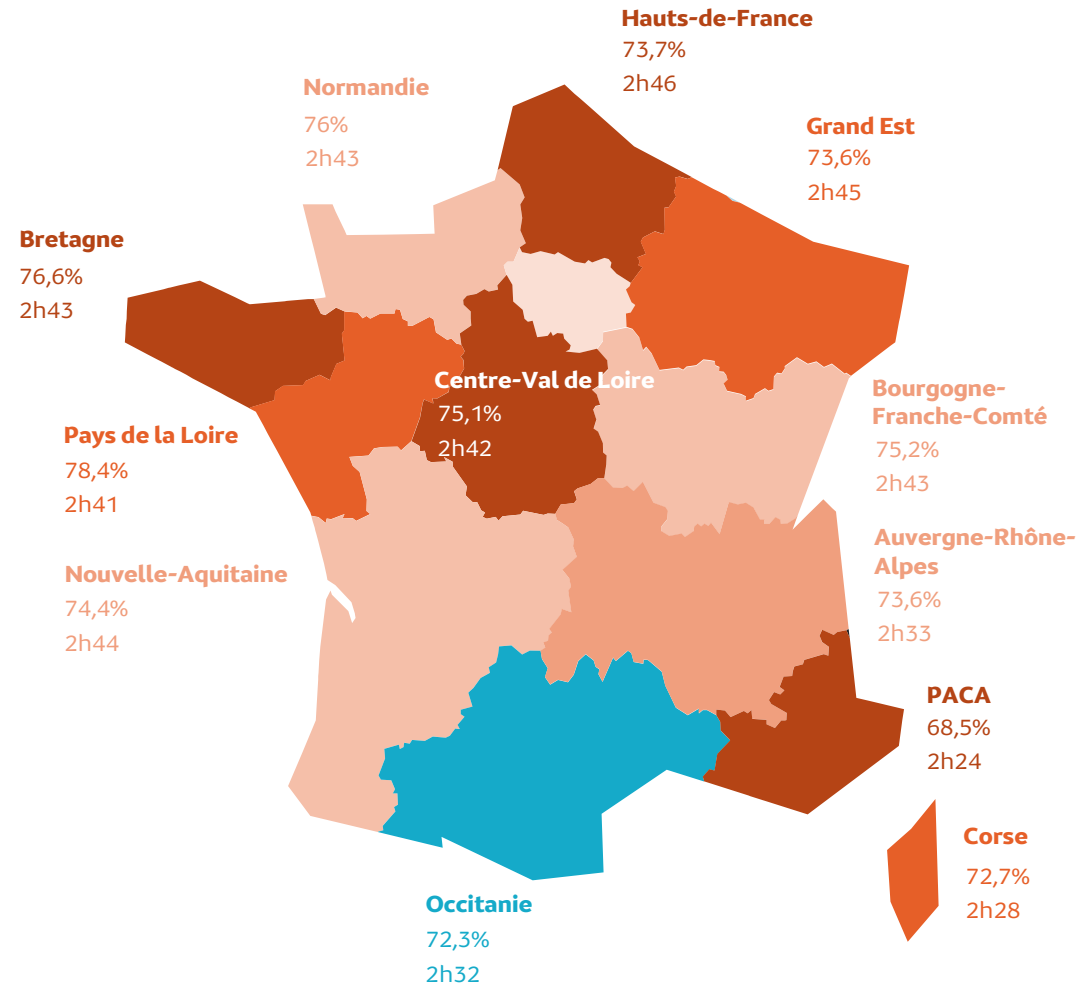 Hauts-de-France
73,7%
2h46
Normandie
76%
2h43
Grand Est
73,6%
2h45
Bretagne
76,6%
2h43
Centre-Val de Loire
75,1%
2h42
Bourgogne-
Franche-Comté
75,2%
2h43
Pays de la Loire
78,4%
2h41
Auvergne-Rhône-
Alpes
73,6%
2h33
Nouvelle-Aquitaine
74,4%
2h44
PACA
68,5%
2h24
Corse
72,7%
2h28
Occitanie
72,3%
2h32